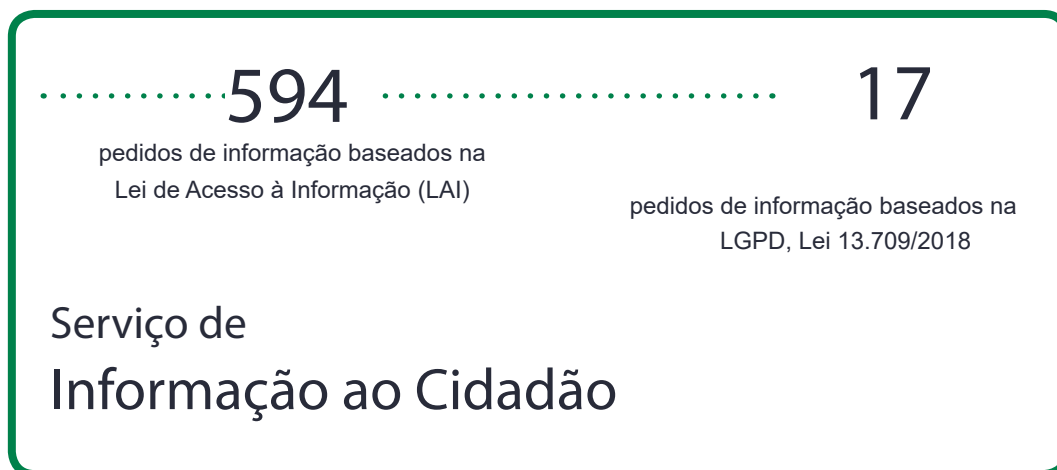 594
pedidos de informação baseados na
Lei de Acesso à Informação (LAI)
17
pedidos de informação baseados na
LGPD, Lei 13.709/2018
Serviço de
Informação ao Cidadão